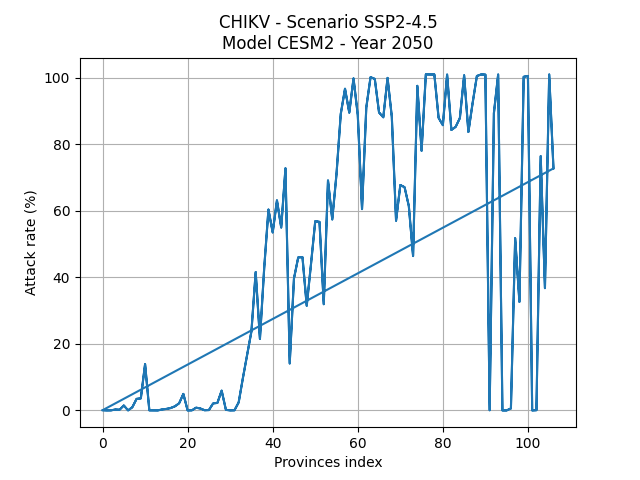 CHIKV - Scenario SSP2-4.5
Model CESM2 - Year 2050
100
80
60
40
20
0
Attack rate (%)
0 20 40 60 80 100
Provinces index